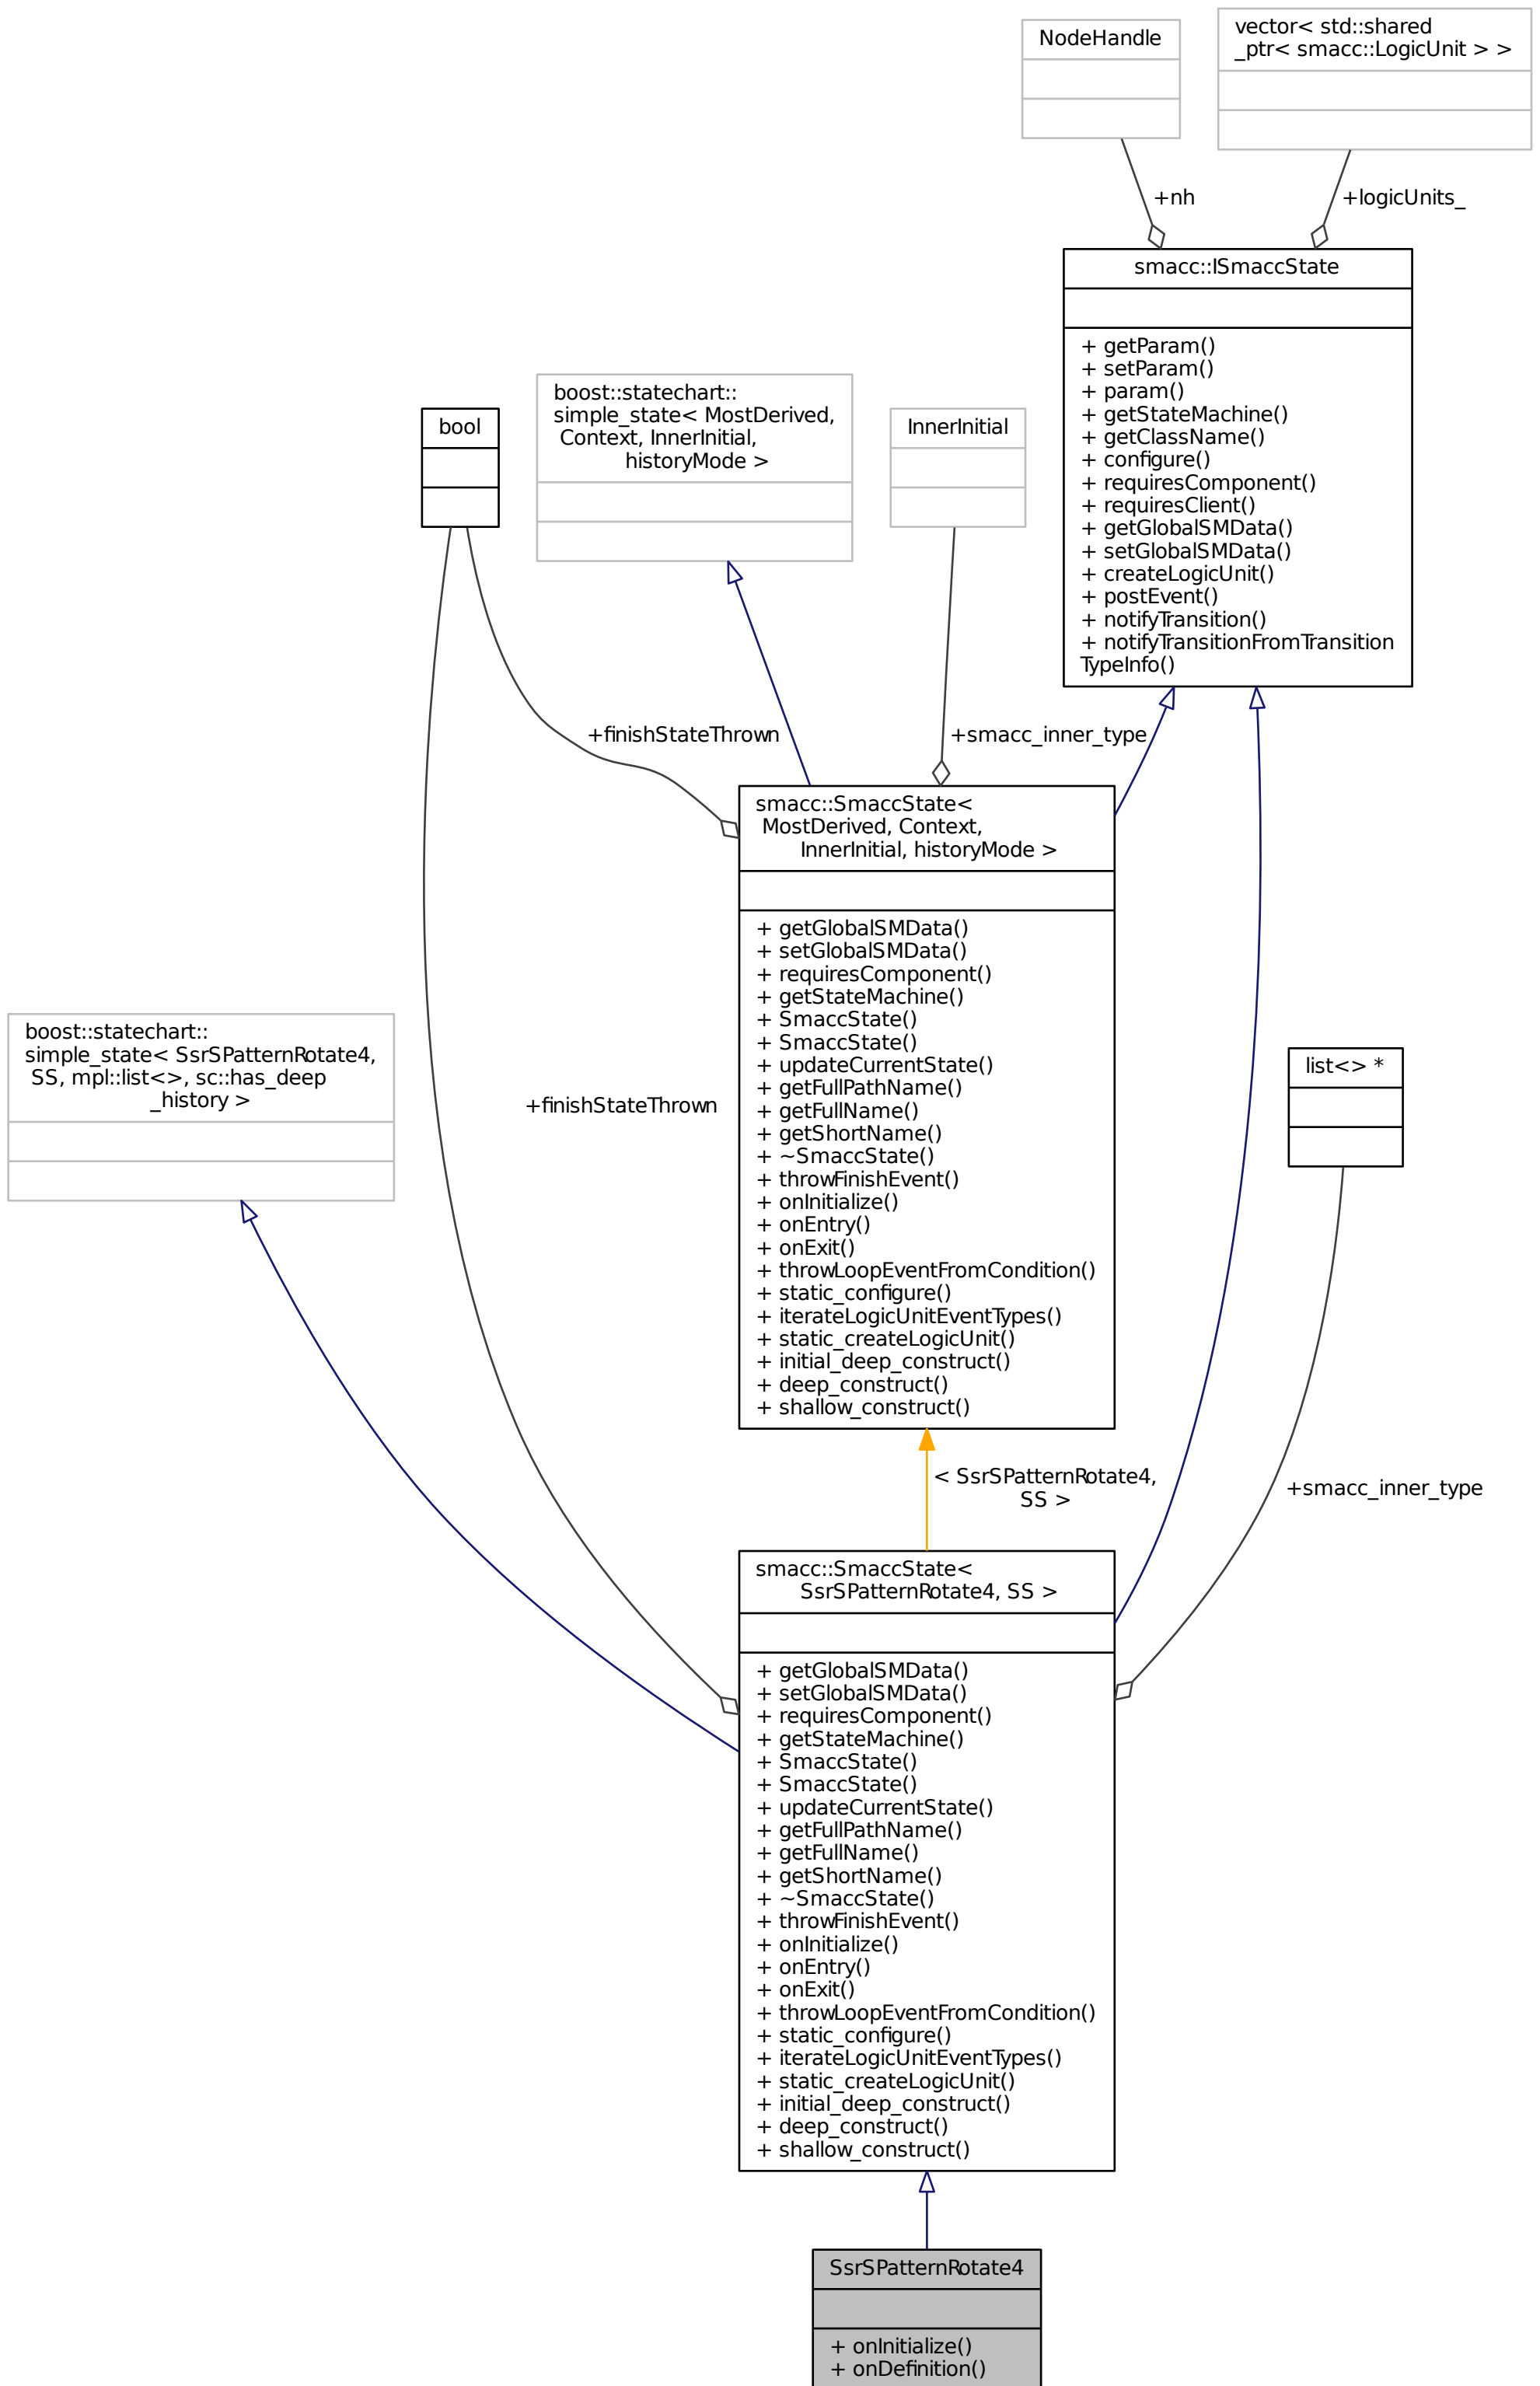 NodeHandle
vector< std::shared
_ptr< smacc::LogicUnit > >
+nh
+logicUnits_
smacc::ISmaccState
+ getParam()
+ setParam()
+ param()
+ getStateMachine()
+ getClassName()
+ configure()
+ requiresComponent()
+ requiresClient()
+ getGlobalSMData()
+ setGlobalSMData()
+ createLogicUnit()
+ postEvent()
+ notifyTransition()
+ notifyTransitionFromTransition
TypeInfo()
bool
boost::statechart::
simple_state< MostDerived,
Context, InnerInitial,
historyMode >
InnerInitial
+finishStateThrown
+smacc_inner_type
smacc::SmaccState<
MostDerived, Context,
InnerInitial, historyMode >
+ getGlobalSMData()
+ setGlobalSMData()
+ requiresComponent()
+ getStateMachine()
+ SmaccState()
+ SmaccState()
+ updateCurrentState()
+ getFullPathName()
+ getFullName()
+ getShortName()
+ ~SmaccState()
+ throwFinishEvent()
+ onInitialize()
+ onEntry()
+ onExit()
+ throwLoopEventFromCondition()
+ static_configure()
+ iterateLogicUnitEventTypes()
+ static_createLogicUnit()
+ initial_deep_construct()
+ deep_construct()
+ shallow_construct()
boost::statechart::
simple_state< SsrSPatternRotate4,
SS, mpl::list<>, sc::has_deep
_history >
+finishStateThrown
list<> *
< SsrSPatternRotate4,
SS >
+smacc_inner_type
smacc::SmaccState<
SsrSPatternRotate4, SS >
+ getGlobalSMData()
+ setGlobalSMData()
+ requiresComponent()
+ getStateMachine()
+ SmaccState()
+ SmaccState()
+ updateCurrentState()
+ getFullPathName()
+ getFullName()
+ getShortName()
+ ~SmaccState()
+ throwFinishEvent()
+ onInitialize()
+ onEntry()
+ onExit()
+ throwLoopEventFromCondition()
+ static_configure()
+ iterateLogicUnitEventTypes()
+ static_createLogicUnit()
+ initial_deep_construct()
+ deep_construct()
+ shallow_construct()
SsrSPatternRotate4
+ onInitialize()
+ onDefinition()